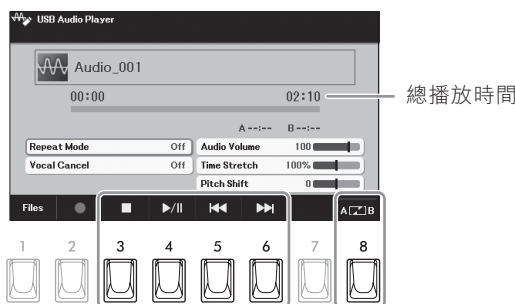 USB Audio Player
Audio_001
00:00 02:10
總播放時間
A --:-- B --:--
Repeat Mode Off Audio Volume 100
Vocal Cancel Off Time Stretch 100%
Pitch Shift 0
Files A B
1 2 3 4 5 6 7 8